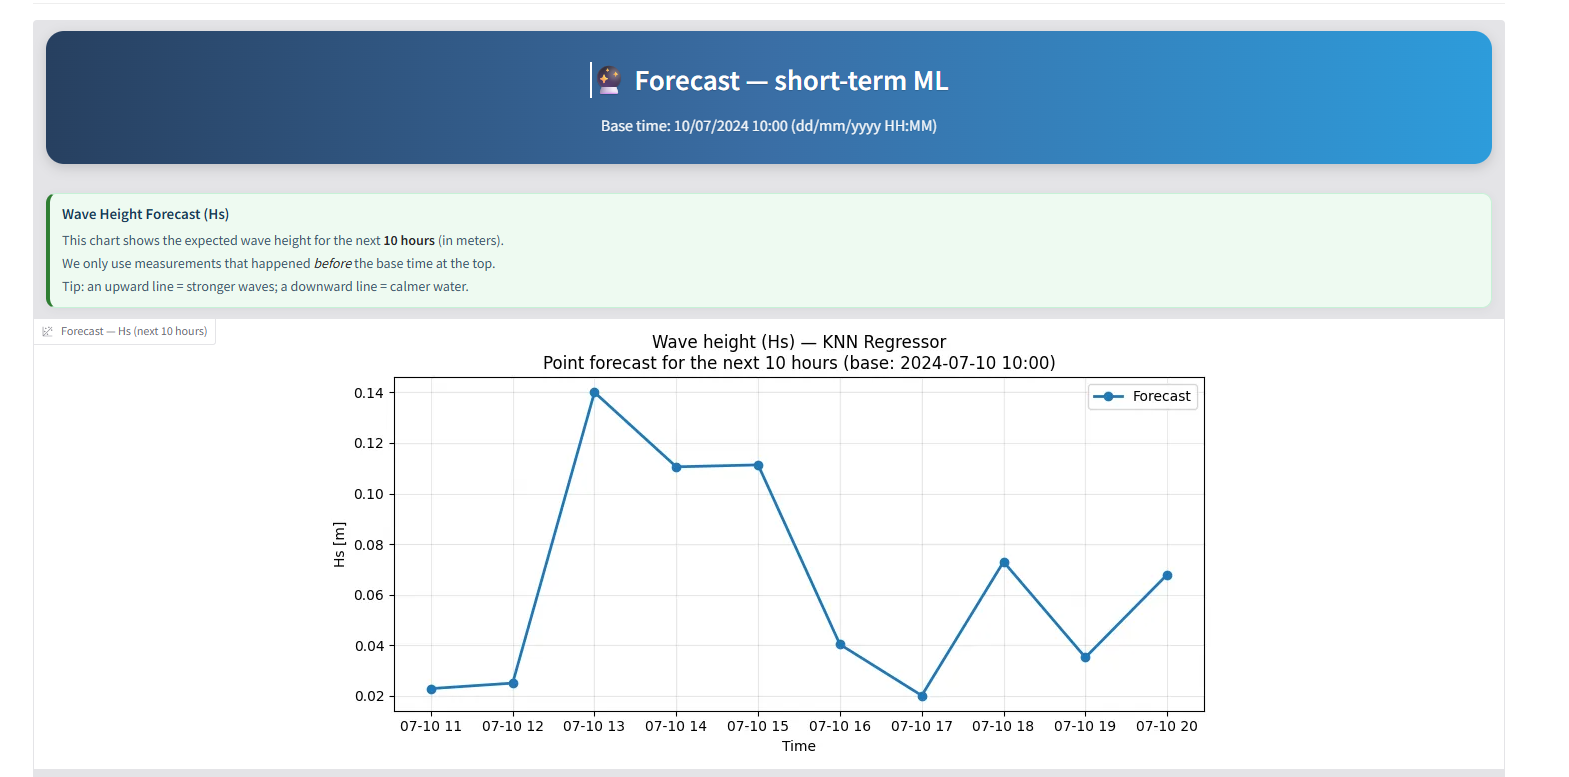 🔮 Forecast — short-term ML
Base time: 10/07/2024 10:00 (dd/mm/yyyy HH:MM)
Wave Height Forecast (Hs)
This chart shows the expected wave height for the next 10 hours (in meters).
We only use measurements that happened before the base time at the top.
Tip: an upward line = stronger waves; a downward line = calmer water.
Forecast — Hs (next 10 hours)
Wave height (Hs) — KNN Regressor
Point forecast for the next 10 hours (base: 2024-07-10 10:00)
Forecast
0.14
0.12
0.10
0.08
0.06
0.04
0.02
Hs [m]
07-10 11 07-10 12 07-10 13 07-10 14 07-10 15 07-10 16 07-10 17 07-10 18 07-10 19 07-10 20
Time